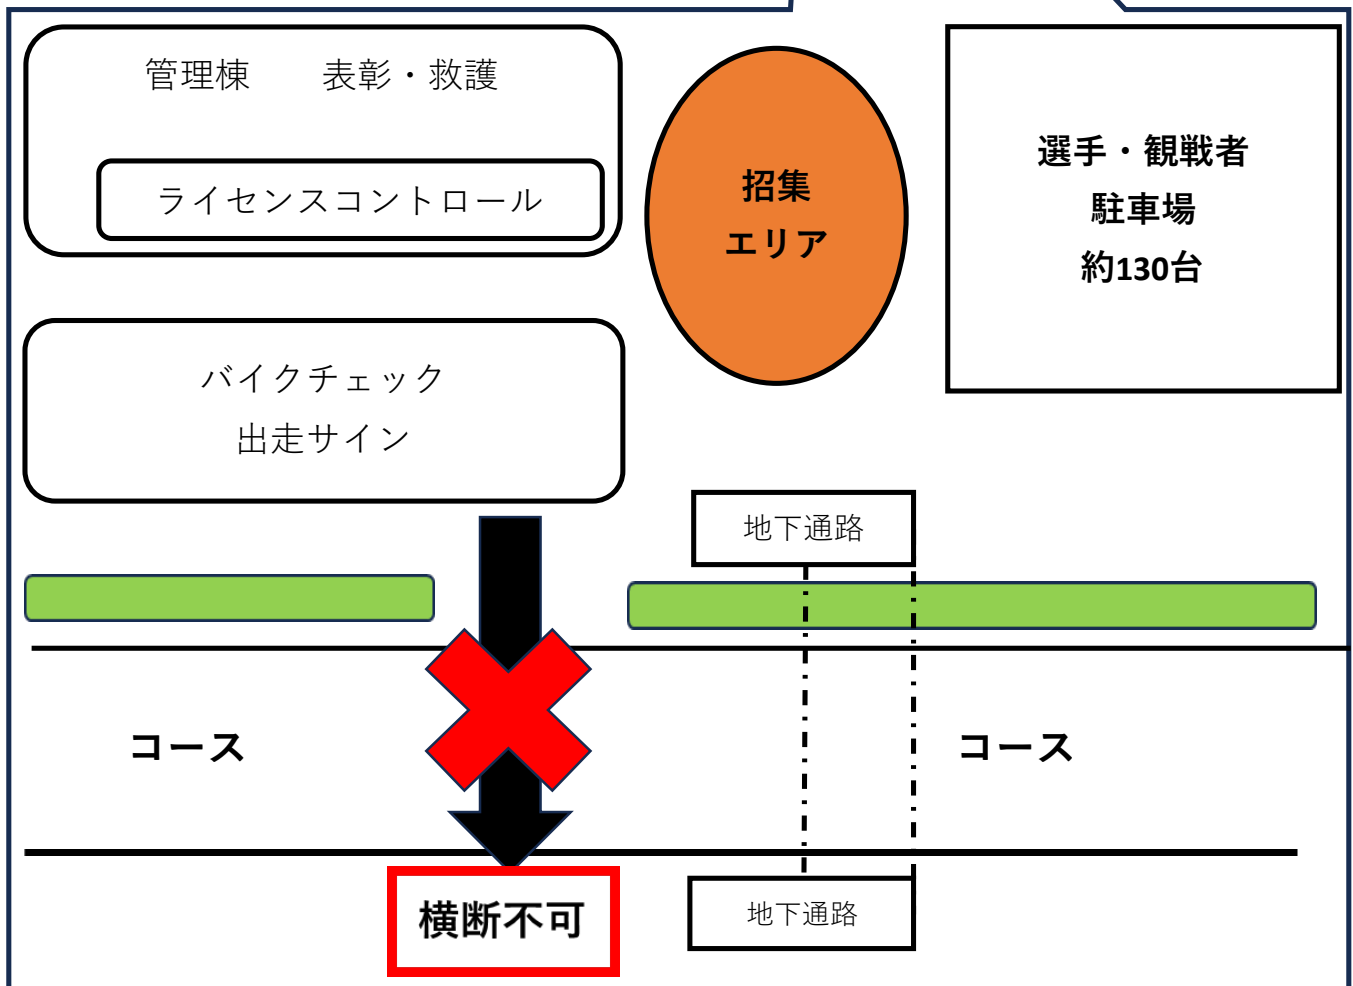 管理棟　　表彰・救護
ライセンスコントロール
招集
エリア
選手・観戦者
駐車場
約130台
バイクチェック
出走サイン
地下通路
コース
コース
横断不可
地下通路